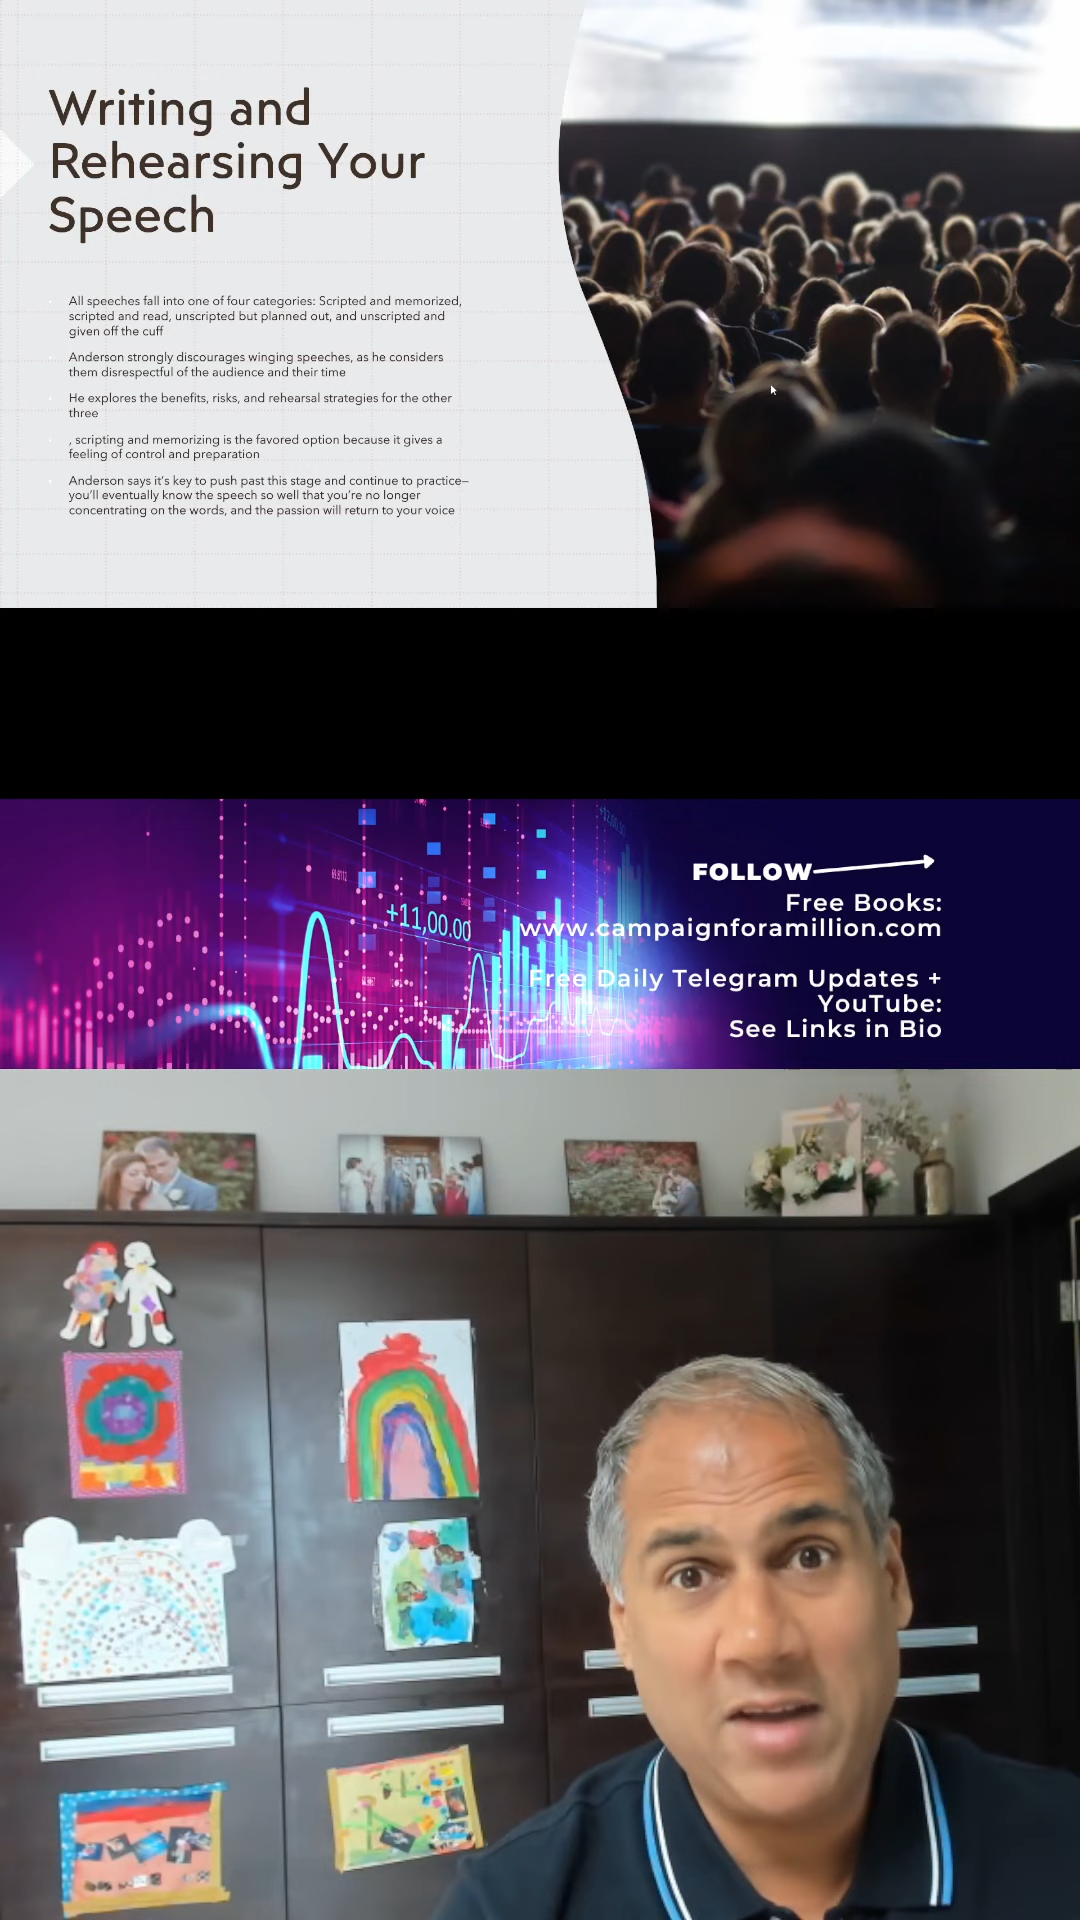 Writing and
Rehearsing Your
Speech
All speeches fall into one of four categories: Scripted and memorized,
scripted and read, unscripted but planned out, and unscripted and
given off the cuff
Anderson strongly discourages winging speeches, as he considers
them disrespectful of the audience and their time
He explores the benefits, risks, and rehearsal strategies for the other
three
, scripting and memorizing is the favored option because it gives a
feeling of control and preparation
Anderson says it's key to push past this stage and continue to practice—
you'll eventually know the speech so well that you're no longer
concentrating on the words, and the passion will return to your voice
FOLLOW
Free Books:
www.campaignforamillion.com
Free Daily Telegram Updates +
YouTube:
See Links in Bio
+11,00.00